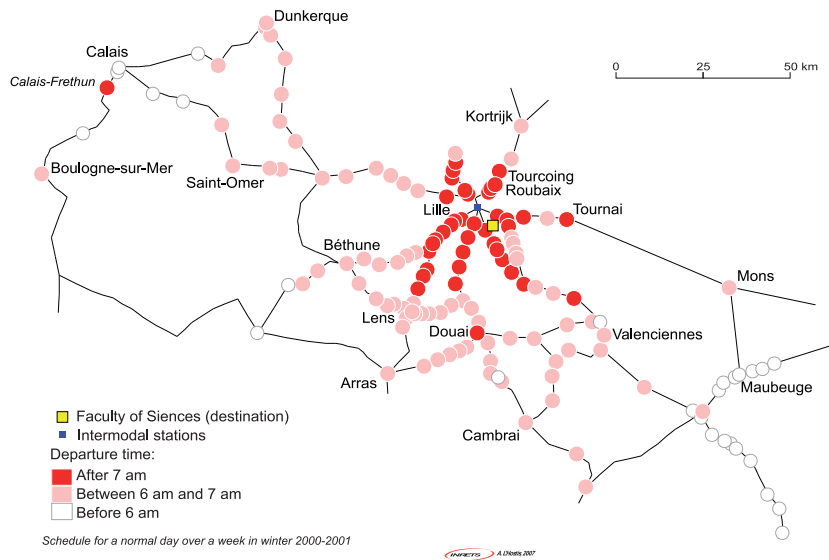 Dunkerque
Calais
Calais-Frethun
0 25 50 km
Kortrijk
Boulogne-sur-Mer
Saint-Omer
Tourcoing
Roubaix
Lille
Tournai
Béthune
Mons
Lens
Douai
Valenciennes
Arras
Maubeuge
Cambrai
Faculty of Siences (destination)
Intermodal stations
Departure time:
After 7 am
Between 6 am and 7 am
Before 6 am
Schedule for a normal day over a week in winter 2000-2001
INRETS A. L'Hostis, 2007